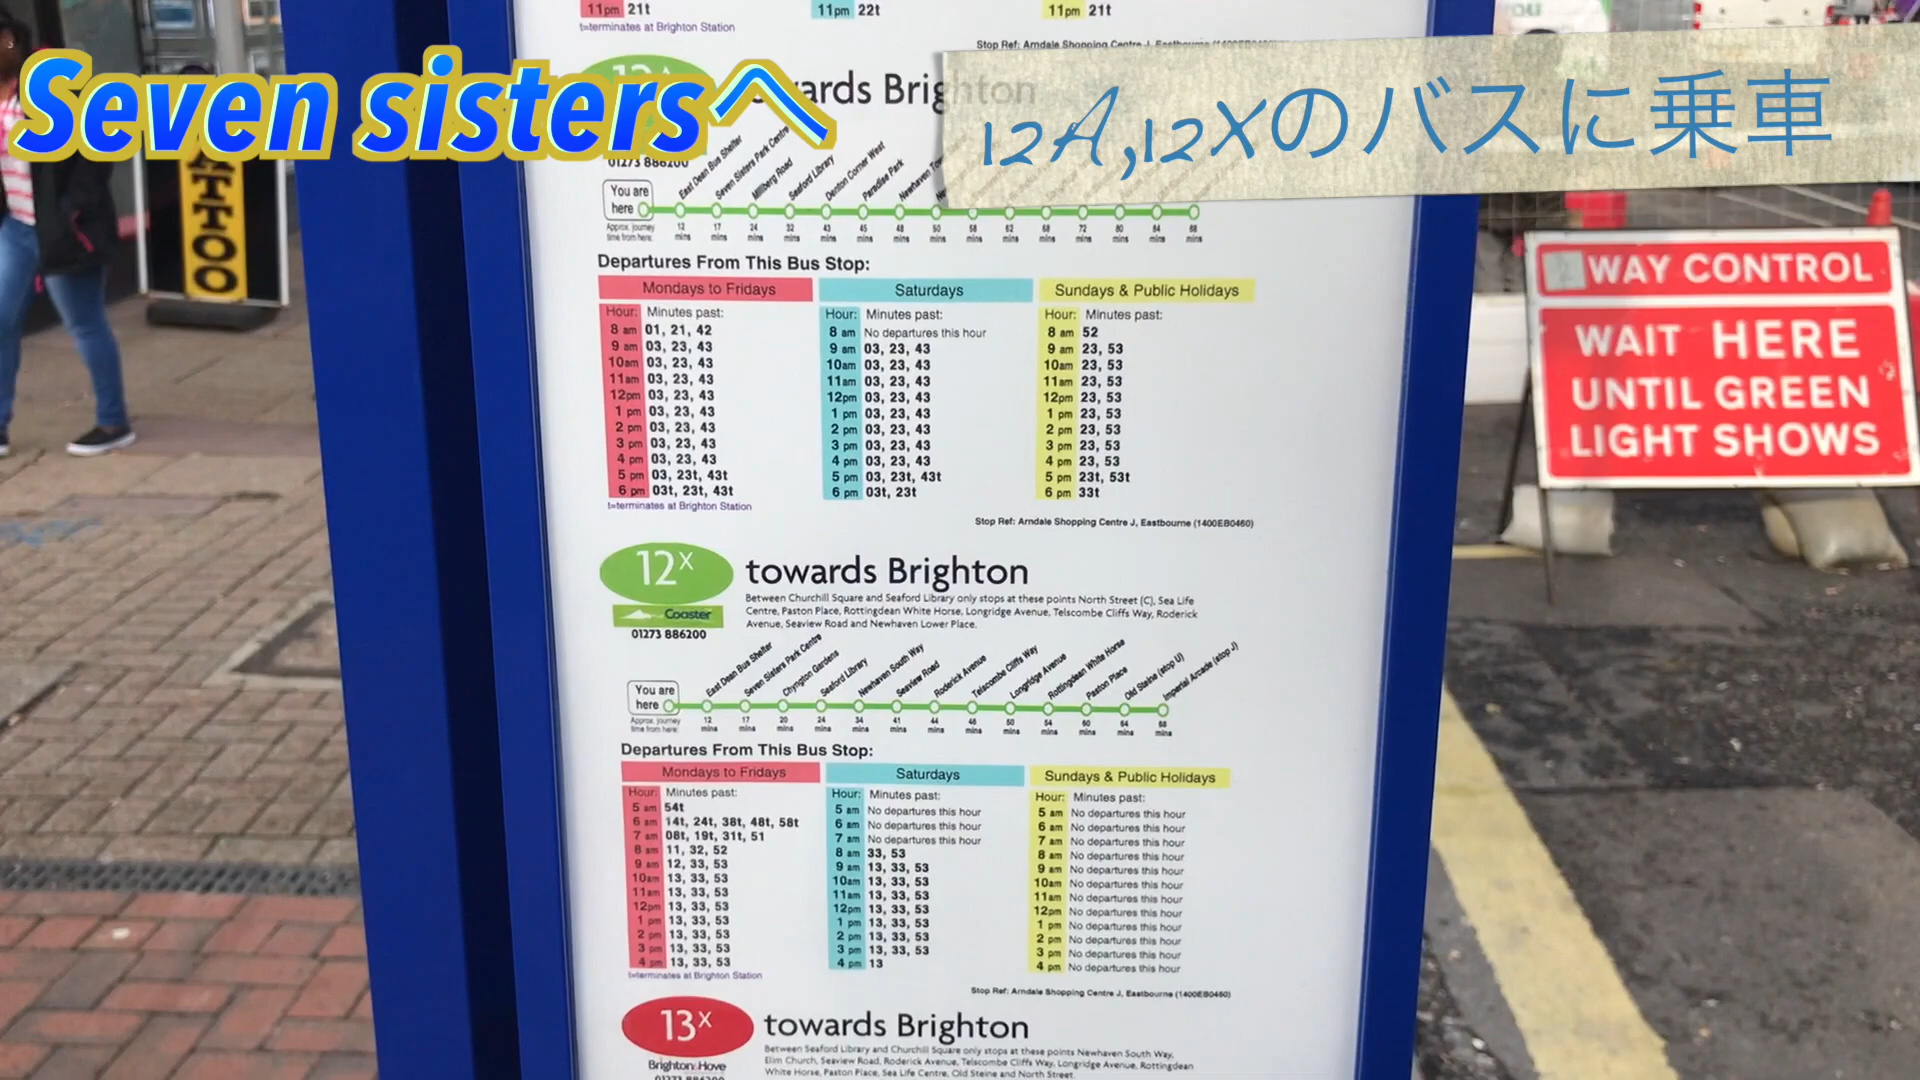 11pm 21t
11pm 22t
11pm 21t
t=terminates at Brighton Station
Stop Ref: Arndale Shopping Centre J, Eastbourne
Seven sistersへ
12A,12Xのバスに乗車
TATTOO
12A
towards Brighton
01273 886200
East Dean Bus Shelter
Seven Sisters Park Centre
Millberg Road
Seaford Library
Denton Corner West
Paradise Park
You are here
Approx. journey time from here:
12 mins 17 mins 24 mins 32 mins 43 mins 45 mins 48 mins 50 mins 58 mins 62 mins 68 mins 72 mins 80 mins 84 mins 88 mins
Departures From This Bus Stop:
Mondays to Fridays
Hour: Minutes past:
8 am 01, 21, 42
9 am 03, 23, 43
10am 03, 23, 43
11am 03, 23, 43
12pm 03, 23, 43
1 pm 03, 23, 43
2 pm 03, 23, 43
3 pm 03, 23, 43
4 pm 03, 23, 43
5 pm 03, 23t, 43t
6 pm 03t, 23t, 43t
t=terminates at Brighton Station
Saturdays
Hour: Minutes past:
8 am No departures this hour
9 am 03, 23, 43
10am 03, 23, 43
11am 03, 23, 43
12pm 03, 23, 43
1 pm 03, 23, 43
2 pm 03, 23, 43
3 pm 03, 23, 43
4 pm 03, 23, 43
5 pm 03, 23t, 43t
6 pm 03t, 23t
Sundays & Public Holidays
Hour: Minutes past:
8 am 52
9 am 23, 53
10am 23, 53
11am 23, 53
12pm 23, 53
1 pm 23, 53
2 pm 23, 53
3 pm 23, 53
4 pm 23, 53
5 pm 23t, 53t
6 pm 33t
Stop Ref: Arndale Shopping Centre J, Eastbourne (1400EB0460)
12X
Coaster
01273 886200
towards Brighton
Between Churchill Square and Seaford Library only stops at these points North Street (C), Sea Life
Centre, Paston Place, Rottingdean White Horse, Longridge Avenue, Telscombe Cliffs Way, Roderick
Avenue, Seaview Road and Newhaven Lower Place.
East Dean Bus Shelter
Seven Sisters Park Centre
Chyngton Gardens
Seaford Library
Newhaven South Way
Seaview Road
Roderick Avenue
Telscombe Cliffs Way
Longridge Avenue
Rottingdean White Horse
Paston Place
Old Steine (stop U)
Imperial Arcade (stop J)
You are here
Approx. journey time from here:
12 mins 17 mins 20 mins 24 mins 34 mins 41 mins 44 mins 46 mins 50 mins 54 mins 60 mins 64 mins 68 mins
Departures From This Bus Stop:
Mondays to Fridays
Hour: Minutes past:
5 am 54t
6 am 14t, 24t, 38t, 48t, 58t
7 am 08t, 19t, 31t, 51
8 am 11, 32, 52
9 am 12, 33, 53
10am 13, 33, 53
11am 13, 33, 53
12pm 13, 33, 53
1 pm 13, 33, 53
2 pm 13, 33, 53
3 pm 13, 33, 53
4 pm 13, 33, 53
t=terminates at Brighton Station
Saturdays
Hour: Minutes past:
5 am No departures this hour
6 am No departures this hour
7 am No departures this hour
8 am 33, 53
9 am 13, 33, 53
10am 13, 33, 53
11am 13, 33, 53
12pm 13, 33, 53
1 pm 13, 33, 53
2 pm 13, 33, 53
3 pm 13, 33, 53
4 pm 13
Sundays & Public Holidays
Hour: Minutes past:
5 am No departures this hour
6 am No departures this hour
7 am No departures this hour
8 am No departures this hour
9 am No departures this hour
10am No departures this hour
11am No departures this hour
12pm No departures this hour
1 pm No departures this hour
2 pm No departures this hour
3 pm No departures this hour
4 pm No departures this hour
Stop Ref: Arndale Shopping Centre J, Eastbourne (1400EB0460)
13X
Brighton&Hove
01273 886200
towards Brighton
Between Seaford Library and Churchill Square only stops at these points Newhaven South Way,
Elim Church, Seaview Road, Roderick Avenue, Telscombe Cliffs Way, Longridge Avenue, Rottingdean
White Horse, Paston Place, Sea Life Centre, Old Steine and North Street.
2 WAY CONTROL
WAIT HERE
UNTIL GREEN
LIGHT SHOWS